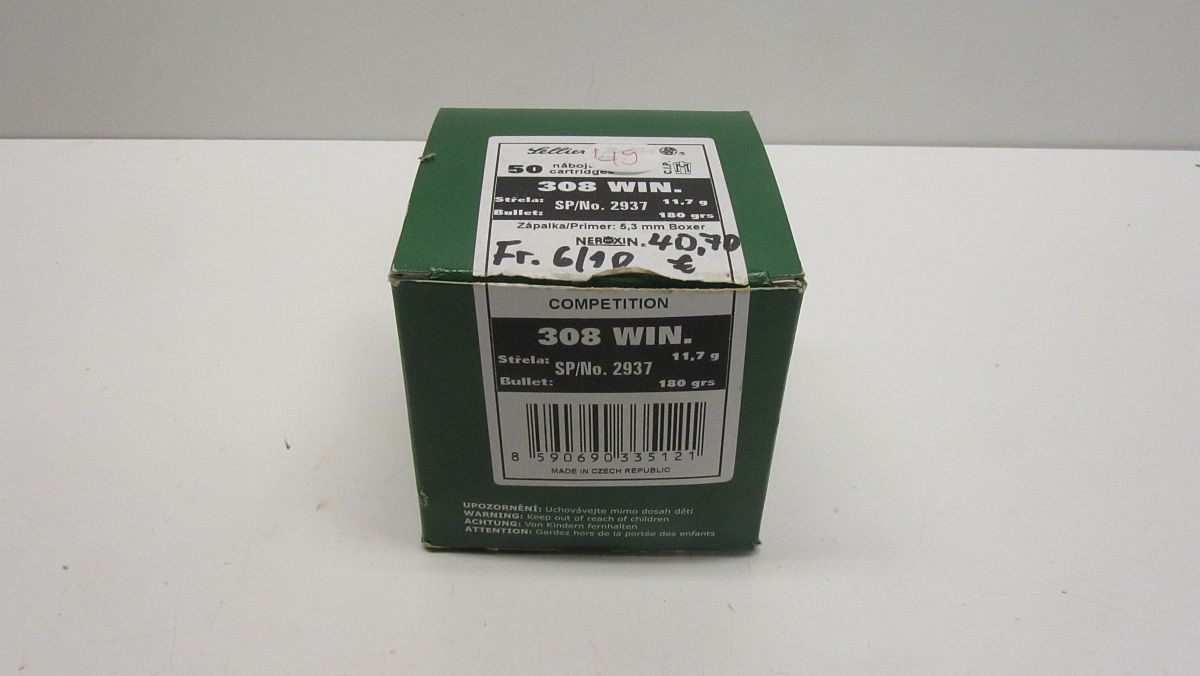 Sellier
49
50 náboj
cartridges
308 WIN.
Střela: SP/No. 2937 11,7 g
Bullet: 180 grs
Zápalka/Primer: 5,3 mm Boxer
NEROXIN®
40,70
Fr. 6/10 €
COMPETITION
308 WIN.
Střela: SP/No. 2937 11,7 g
Bullet: 180 grs
8 590690 335121
MADE IN CZECH REPUBLIC
UPOZORNĚNÍ: Uchovávejte mimo dosah dětí
WARNING: Keep out of reach of children
ACHTUNG: Von Kindern fernhalten
ATTENTION: Gardez hors de la portée des enfants